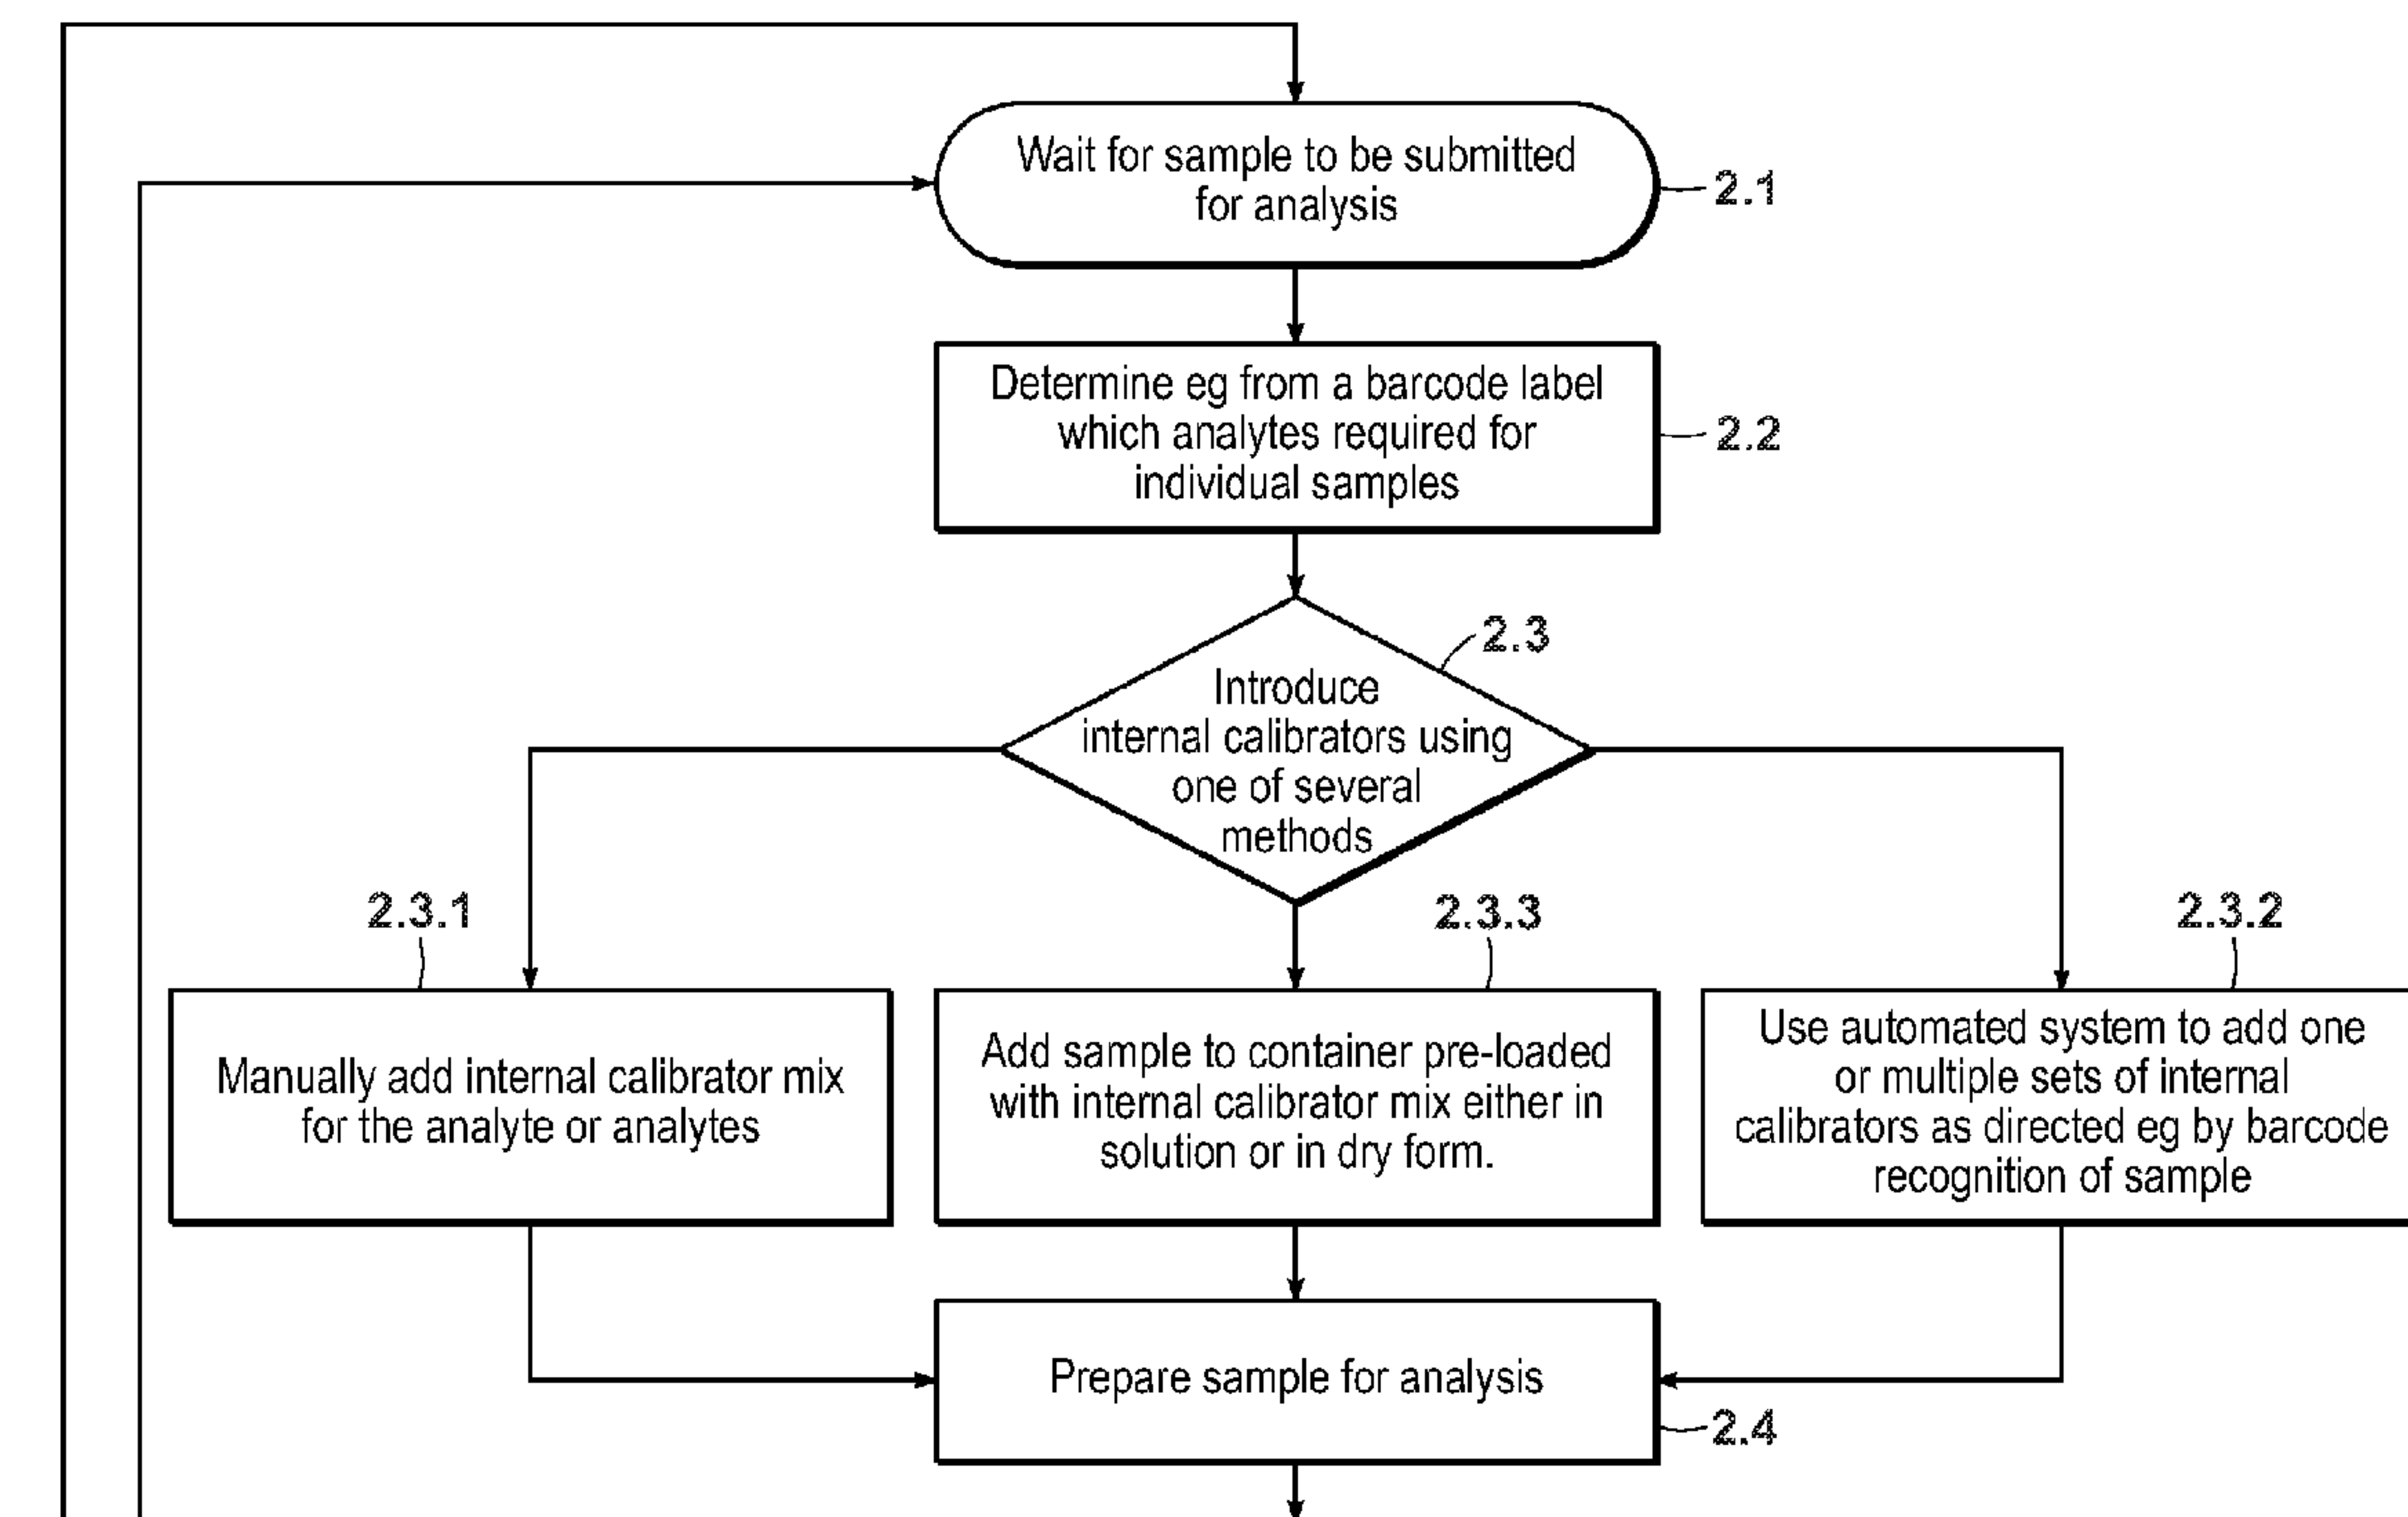 Wait for sample to be submitted
for analysis
2.1
Determine eg from a barcode label
which analytes required for
individual samples
2.2
2.3
Introduce
internal calibrators using
one of several
methods
2.3.1
Manually add internal calibrator mix
for the analyte or analytes
2.3.3
Add sample to container pre-loaded
with internal calibrator mix either in
solution or in dry form.
2.3.2
Use automated system to add one
or multiple sets of internal
calibrators as directed eg by barcode
recognition of sample
Prepare sample for analysis
2.4